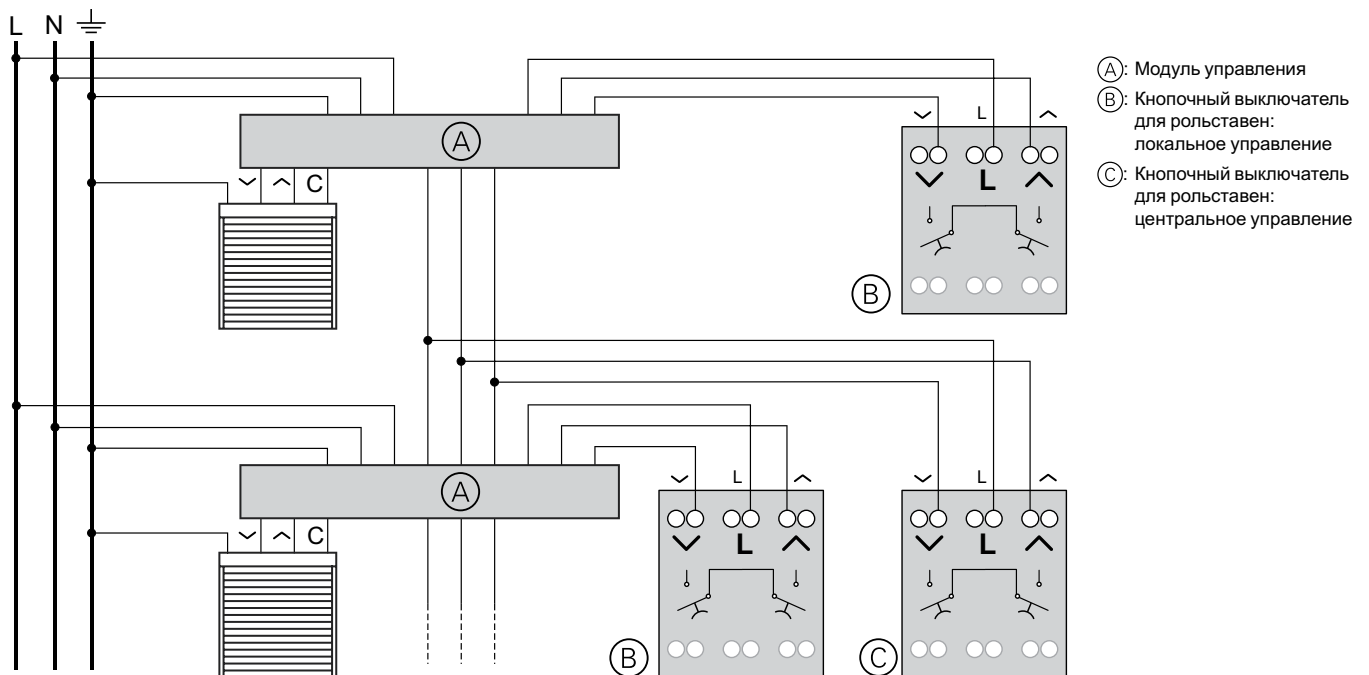 L N
A: Модуль управления
B: Кнопочный выключатель
для рольставен:
локальное управление
C: Кнопочный выключатель
для рольставен:
центральное управление
L
A
C
L
B
A
C
L
L
L
L
B
C